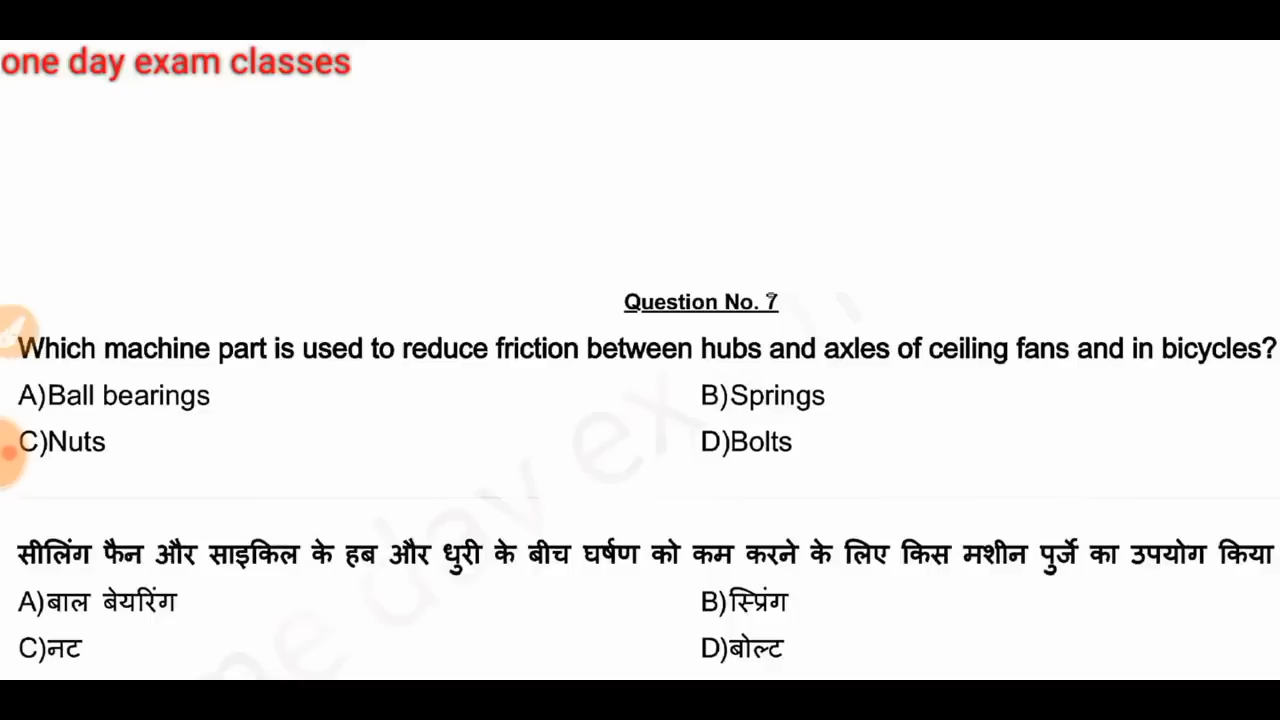 one day exam classes
Question No. 7
Which machine part is used to reduce friction between hubs and axles of ceiling fans and in bicycles?
A)Ball bearings B)Springs
C)Nuts D)Bolts
सीलिंग फैन और साइकिल के हब और धुरी के बीच घर्षण को कम करने के लिए किस मशीन पुर्जे का उपयोग किया
A)बाल बेयरिंग B)स्प्रिंग
C)नट D)बोल्ट